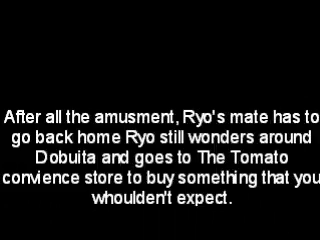 After all the amusment, Ryo's mate has to
go back home Ryo still wonders around
Dobuita and goes to The Tomato
convience store to buy something that you
whoulden't expect.